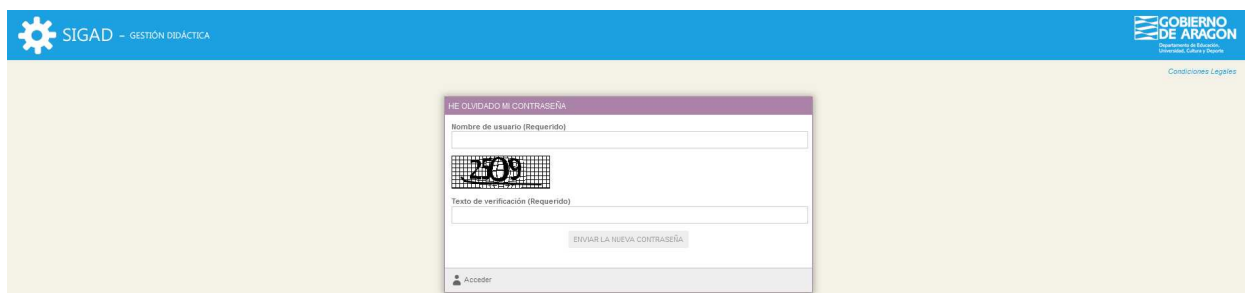 SIGAD - GESTIÓN DIDÁCTICA
GOBIERNO
DE ARAGON
Departamento de Educación,
Universidad, Cultura y Deporte
Condiciones Legales
HE OLVIDADO MI CONTRASEÑA
Nombre de usuario (Requerido)
2509
Texto de verificación (Requerido)
ENVIAR LA NUEVA CONTRASEÑA
Acceder